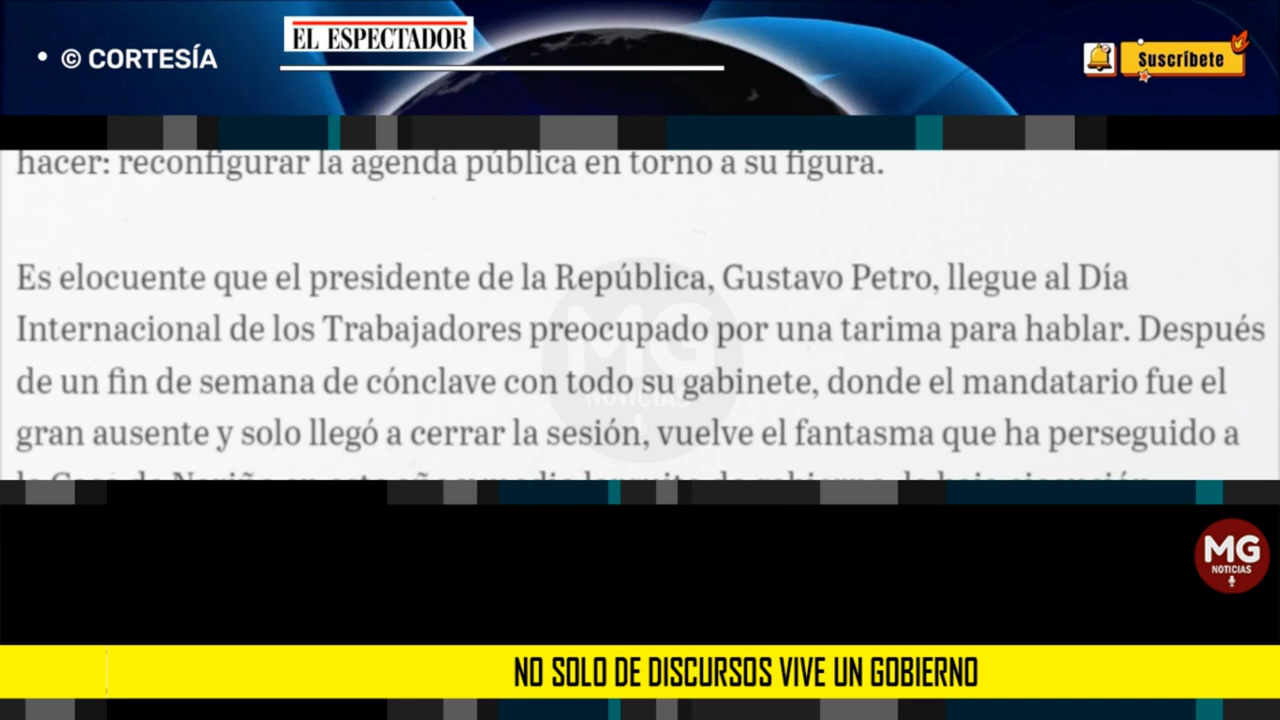 • © CORTESÍA
EL ESPECTADOR
Suscríbete
hacer: reconfigurar la agenda pública en torno a su figura.
Es elocuente que el presidente de la República, Gustavo Petro, llegue al Día
Internacional de los Trabajadores preocupado por una tarima para hablar. Después
de un fin de semana de cónclave con todo su gabinete, donde el mandatario fue el
gran ausente y solo llegó a cerrar la sesión, vuelve el fantasma que ha perseguido a
MG
NOTICIAS
MG
NOTICIAS
NO SOLO DE DISCURSOS VIVE UN GOBIERNO